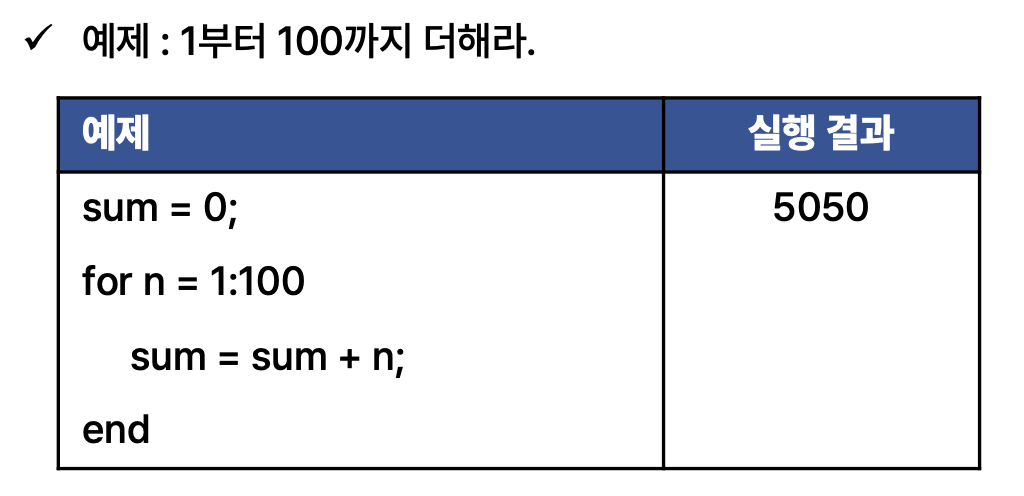 ✓ 예제 : 1부터 100까지 더해라.
예제 실행 결과
sum = 0; 5050
for n = 1:100
sum = sum + n;
end